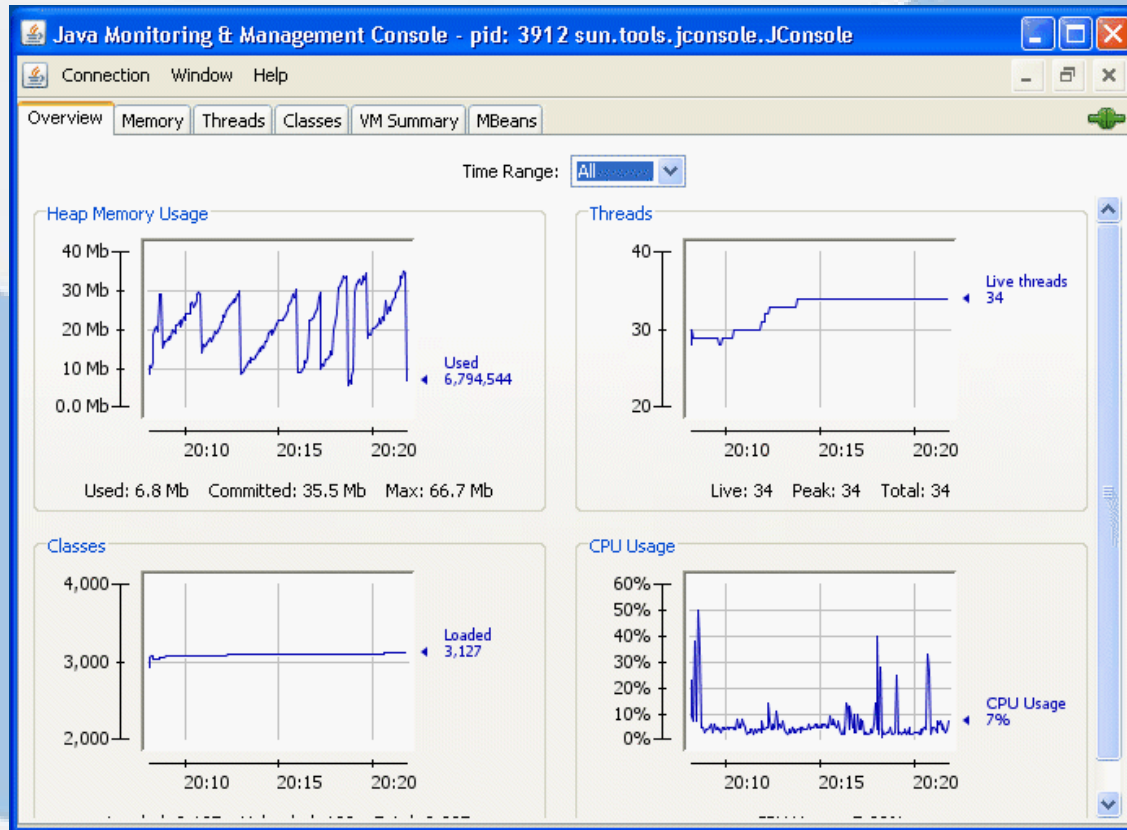 Java Monitoring & Management Console - pid: 3912 sun.tools.jconsole.JConsole
Connection Window Help
Overview Memory Threads Classes VM Summary MBeans
Time Range: All
Heap Memory Usage
40 Mb
30 Mb
20 Mb
10 Mb
0.0 Mb
Used
6,794,544
20:10 20:15 20:20
Used: 6.8 Mb Committed: 35.5 Mb Max: 66.7 Mb
Threads
40
30
20
Live threads
34
20:10 20:15 20:20
Live: 34 Peak: 34 Total: 34
Classes
4,000
3,000
2,000
Loaded
3,127
20:10 20:15 20:20
CPU Usage
60%
50%
40%
30%
20%
10%
0%
CPU Usage
7%
20:10 20:15 20:20